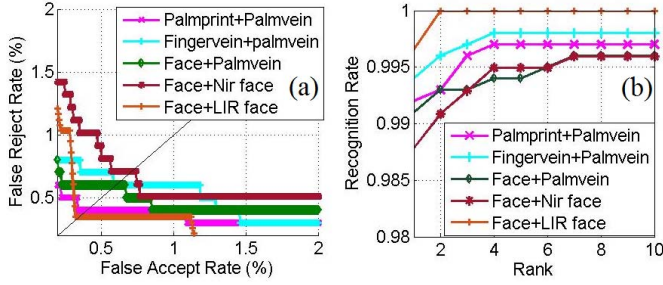 2
1.5
1
0.5
False Reject Rate (%)
Palmprint+Palmvein
Fingervein+palmvein
Face+Palmvein
Face+Nir face
Face+LIR face
(a)
0.5
1
1.5
2
False Accept Rate (%)
1
0.995
0.99
0.985
0.98
Recognition Rate
(b)
Palmprint+Palmvein
Fingervein+Palmvein
Face+Palmvein
Face+Nir face
Face+LIR face
2
4
6
8
10
Rank